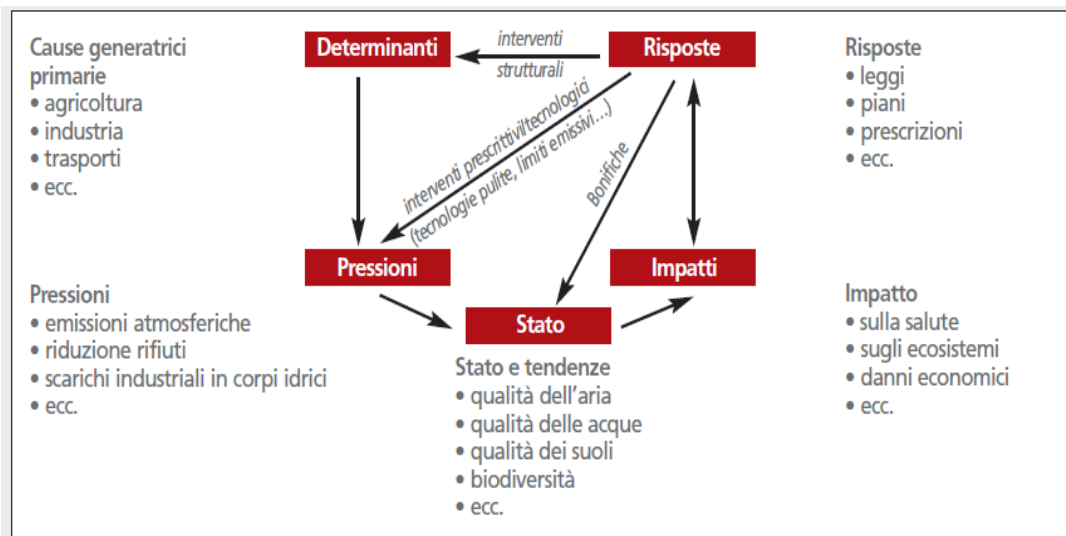 Cause generatrici
primarie
• agricoltura
• industria
• trasporti
• ecc.
Determinanti
interventi
strutturali
Risposte
Risposte
• leggi
• piani
• prescrizioni
• ecc.
interventi prescrittivi/tecnologici
(tecnologie pulite, limiti emissivi...)
Bonifiche
Pressioni
Impatti
Stato
Pressioni
• emissioni atmosferiche
• riduzione rifiuti
• scarichi industriali in corpi idrici
• ecc.
Stato e tendenze
• qualità dell'aria
• qualità delle acque
• qualità dei suoli
• biodiversità
• ecc.
Impatto
• sulla salute
• sugli ecosistemi
• danni economici
• ecc.